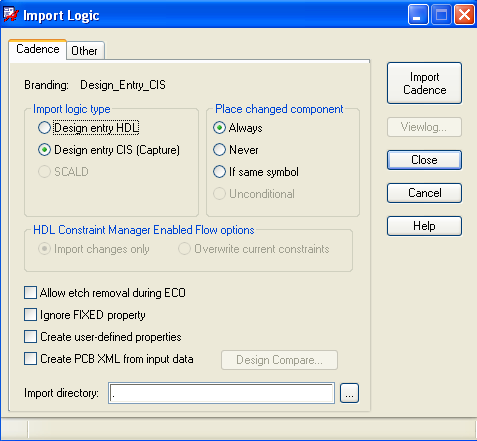 Import Logic
Cadence
Other
Branding: Design_Entry_CIS
Import logic type
Design entry HDL
Design entry CIS (Capture)
SCALD
Place changed component
Always
Never
If same symbol
Unconditional
HDL Constraint Manager Enabled Flow options
Import changes only
Overwrite current constraints
Allow etch removal during ECO
Ignore FIXED property
Create user-defined properties
Create PCB XML from input data
Design Compare...
Import directory: .
...
Import
Cadence
Viewlog...
Close
Cancel
Help